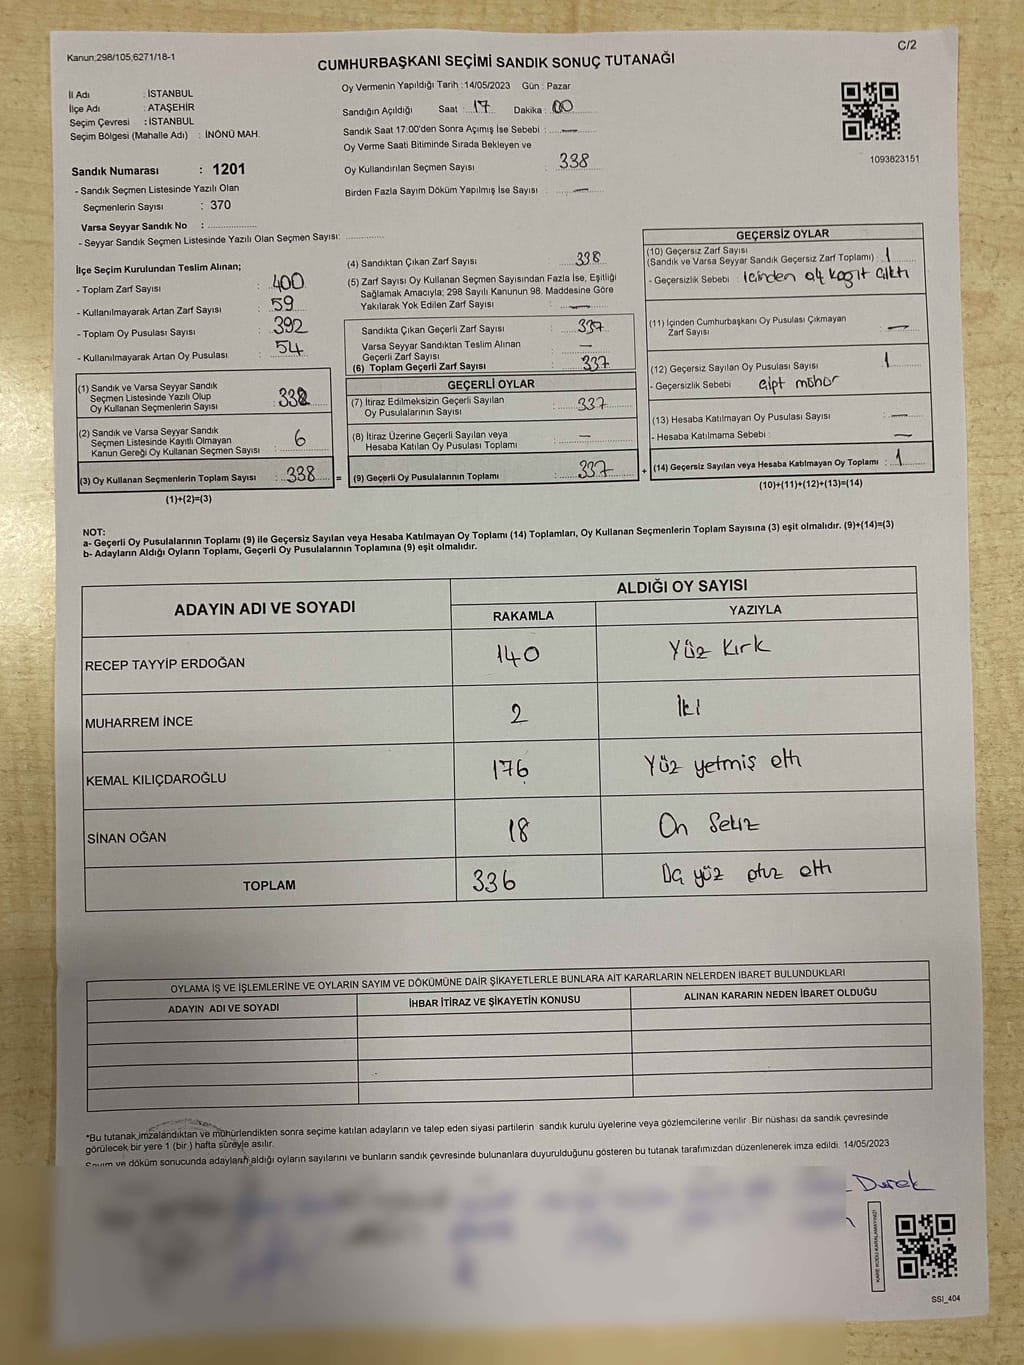 Kanun;298/105,6271/18-1
C/2
CUMHURBAŞKANI SEÇİMİ SANDIK SONUÇ TUTANAĞI
Oy Vermenin Yapıldığı Tarih :14/05/2023 Gün : Pazar
İl Adı : İSTANBUL
İlçe Adı : ATAŞEHİR
Seçim Çevresi : İSTANBUL
Seçim Bölgesi (Mahalle Adı) : İNÖNÜ MAH.
Sandığın Açıldığı Saat : 17 Dakika : 00
Sandık Saat 17:00'den Sonra Açımış İse Sebebi : —
Oy Verme Saati Bitiminde Sırada Bekleyen ve
Oy Kullandırılan Seçmen Sayısı : 338
Birden Fazla Sayım Döküm Yapılmış İse Sayısı : —
1093823151
Sandık Numarası : 1201
- Sandık Seçmen Listesinde Yazılı Olan
Seçmenlerin Sayısı : 370
Varsa Seyyar Sandık No : ................
- Seyyar Sandık Seçmen Listesinde Yazılı Olan Seçmen Sayısı: ............
İlçe Seçim Kurulundan Teslim Alınan;
- Toplam Zarf Sayısı : 400
- Kullanılmayarak Artan Zarf Sayısı : 59
- Toplam Oy Pusulası Sayısı : 392
- Kullanılmayarak Artan Oy Pusulası : 54
(1) Sandık ve Varsa Seyyar Sandık
Seçmen Listesinde Yazılı Olup
Oy Kullanan Seçmenlerin Sayısı : 332
(2) Sandık ve Varsa Seyyar Sandık
Seçmen Listesinde Kayıtlı Olmayan
Kanun Gereği Oy Kullanan Seçmen Sayısı : 6
(3) Oy Kullanan Seçmenlerin Toplam Sayısı : 338
(1)+(2)=(3)
(4) Sandıktan Çıkan Zarf Sayısı : 338
(5) Zarf Sayısı Oy Kullanan Seçmen Sayısından Fazla İse, Eşitliği
Sağlamak Amacıyla; 298 Sayılı Kanunun 98. Maddesine Göre
Yakılarak Yok Edilen Zarf Sayısı : —
Sandıkta Çıkan Geçerli Zarf Sayısı : 337
Varsa Seyyar Sandıktan Teslim Alınan
Geçerli Zarf Sayısı : —
(6) Toplam Geçerli Zarf Sayısı : 337
GEÇERLİ OYLAR
(7) İtiraz Edilmeksizin Geçerli Sayılan
Oy Pusulalarının Sayısı : 337
(8) İtiraz Üzerine Geçerli Sayılan veya
Hesaba Katılan Oy Pusulası Toplamı : —
= (9) Geçerli Oy Pusulalarının Toplamı : 337
GEÇERSİZ OYLAR
(10) Geçersiz Zarf Sayısı
(Sandık ve Varsa Seyyar Sandık Geçersiz Zarf Toplamı) : 1
- Geçersizlik Sebebi : İçinden alt kağıt çıktı
(11) İçinden Cumhurbaşkanı Oy Pusulası Çıkmayan
Zarf Sayısı : —
(12) Geçersiz Sayılan Oy Pusulası Sayısı : 1
- Geçersizlik Sebebi
(13) Hesaba Katılmayan Oy Pusulası Sayısı : —
- Hesaba Katılmama Sebebi : —
+ (14) Geçersiz Sayılan veya Hesaba Katılmayan Oy Toplamı : 1
(10)+(11)+(12)+(13)=(14)
NOT:
a- Geçerli Oy Pusulalarının Toplamı (9) ile Geçersiz Sayılan veya Hesaba Katılmayan Oy Toplamı (14) Toplamları, Oy Kullanan Seçmenlerin Toplam Sayısına (3) eşit olmalıdır. (9)+(14)=(3)
b- Adayların Aldığı Oyların Toplamı, Geçerli Oy Pusulalarının Toplamına (9) eşit olmalıdır.
ADAYIN ADI VE SOYADI
ALDIĞI OY SAYISI
RAKAMLA YAZIYLA
RECEP TAYYİP ERDOĞAN 140 Yüz Kırk
MUHARREM İNCE 2 İki
KEMAL KILIÇDAROĞLU 176 Yüz yetmiş altı
SİNAN OĞAN 18 On Sekiz
TOPLAM 336 Üç yüz otuz altı
OYLAMA İŞ VE İŞLEMLERİNE VE OYLARIN SAYIM VE DÖKÜMÜNE DAİR ŞİKAYETLERLE BUNLARA AİT KARARLARIN NELERDEN İBARET BULUNDUKLARI
ADAYIN ADI VE SOYADI İHBAR İTİRAZ VE ŞİKAYETİN KONUSU ALINAN KARARIN NEDEN İBARET OLDUĞU
*Bu tutanak,imzalandıktan ve mühürlendikten sonra seçime katılan adayların ve talep eden siyasi partilerin sandık kurulu üyelerine veya gözlemcilerine verilir .Bir nüshası da sandık çevresinde
görülecek bir yere 1 (bir ) hafta süreyle asılır.
Sayım ve döküm sonucunda adayların aldığı oyların sayılarını ve bunların sandık çevresinde bulunanlara duyurulduğunu gösteren bu tutanak tarafımızdan düzenlenerek imza edildi. 14/05/2023
KARE KODU KARALAMAYINIZ!
SSI_404